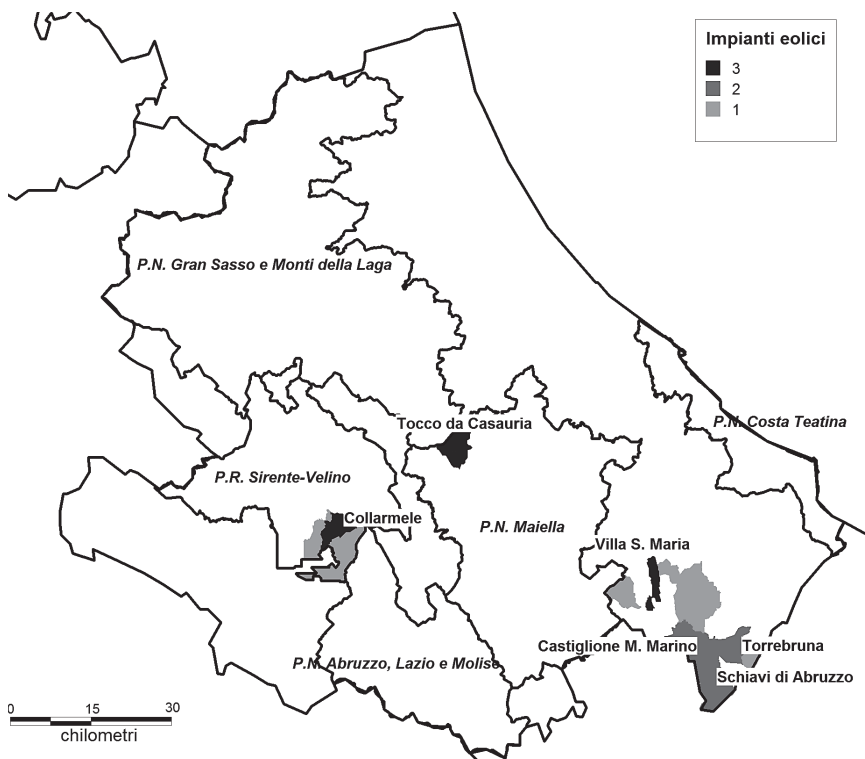 Impianti eolici
3
2
1
P.N. Gran Sasso e Monti della Laga
Tocco da Casauria
P.N. Costa Teatina
P.R. Sirente-Velino
Collarmele
P.N. Maiella
Villa S. Maria
Castiglione M. Marino
Torrebruna
P.N. Abruzzo, Lazio e Molise
Schiavi di Abruzzo
0 15 30
chilometri